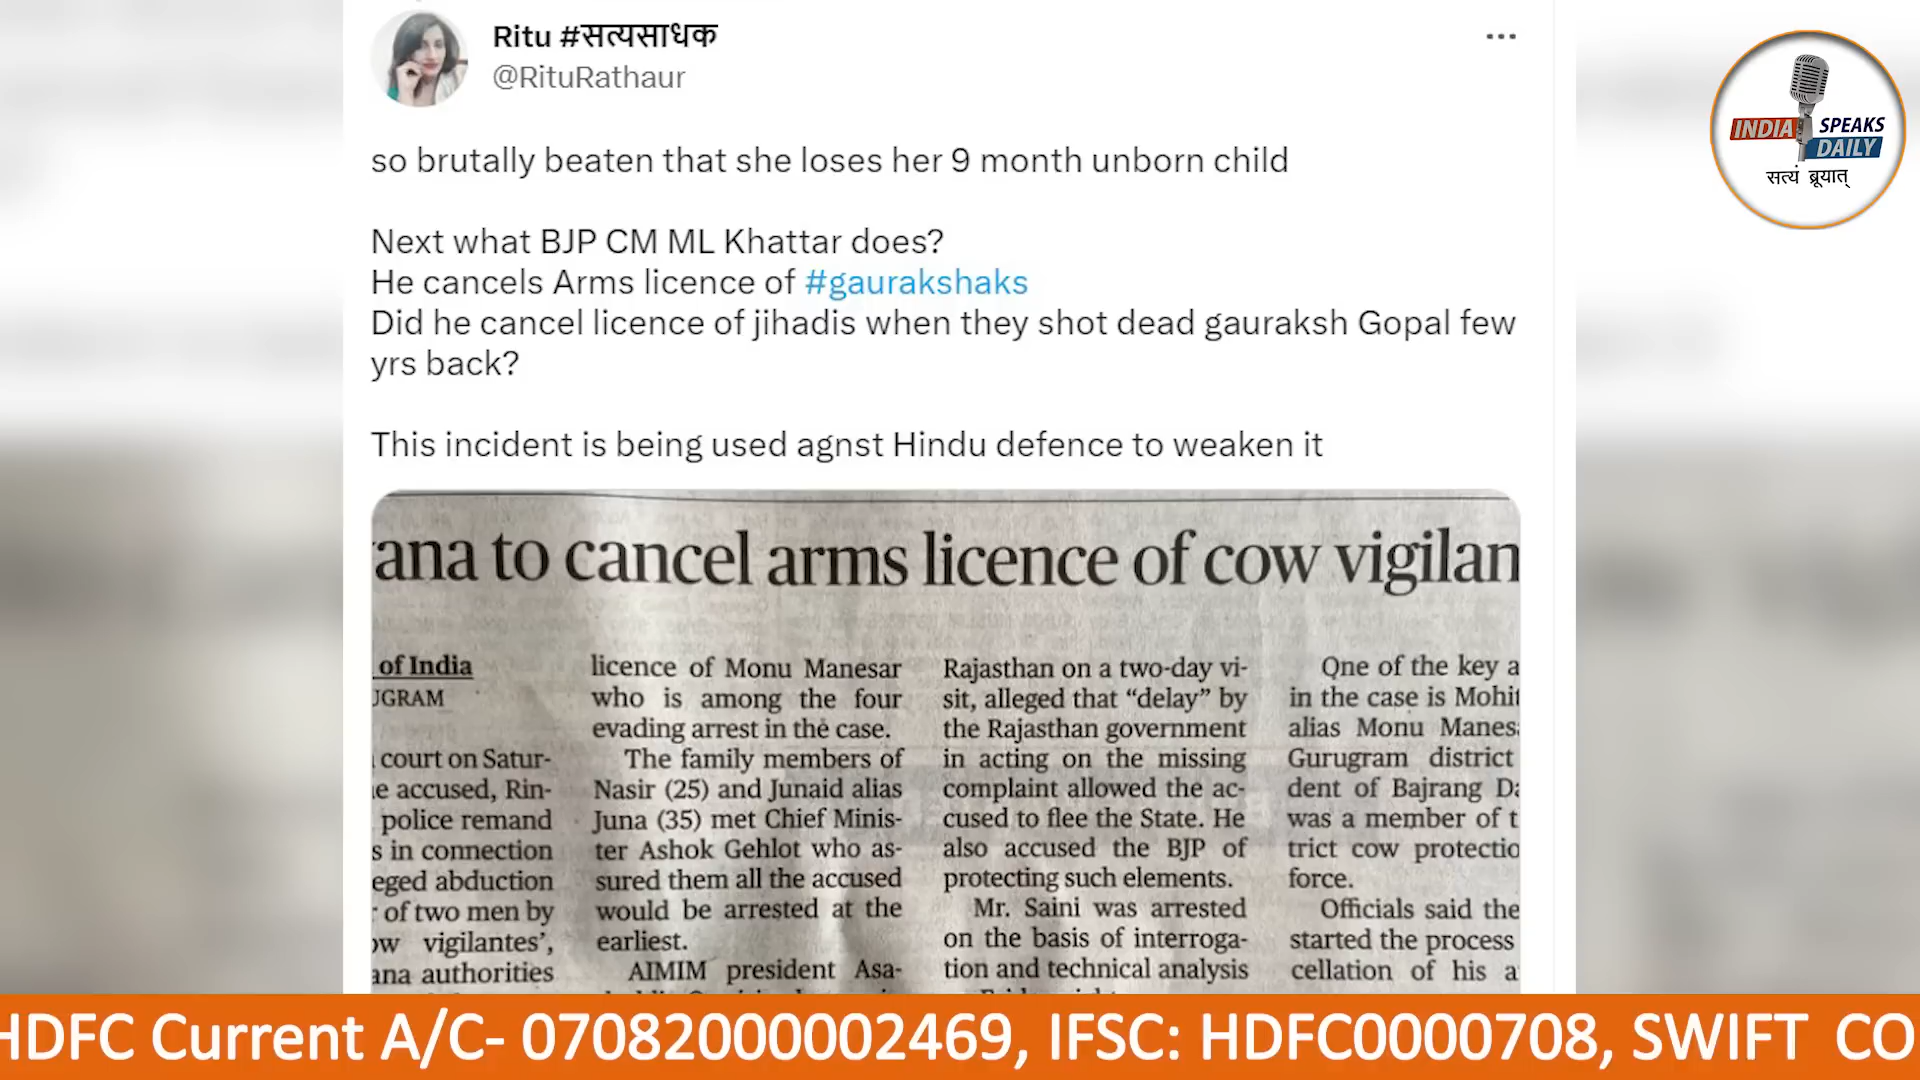 Ritu #सत्यसाधक
@RituRathaur
so brutally beaten that she loses her 9 month unborn child
Next what BJP CM ML Khattar does?
He cancels Arms licence of #gaurakshaks
Did he cancel licence of jihadis when they shot dead gauraksh Gopal few
yrs back?
This incident is being used agnst Hindu defence to weaken it
INDIA SPEAKS
DAILY
सत्यं ब्रूयात्
ana to cancel arms licence of cow vigilan
of India
UGRAM
court on Satur-
e accused, Rin-
police remand
s in connection
eged abduction
of two men by
ow vigilantes',
ana authorities
licence of Monu Manesar
who is among the four
evading arrest in the case.
The family members of
Nasir (25) and Junaid alias
Juna (35) met Chief Minis-
ter Ashok Gehlot who as-
sured them all the accused
would be arrested at the
earliest.
AIMIM president Asa-
Rajasthan on a two-day vi-
sit, alleged that “delay” by
the Rajasthan government
in acting on the missing
complaint allowed the ac-
cused to flee the State. He
also accused the BJP of
protecting such elements.
Mr. Saini was arrested
on the basis of interroga-
tion and technical analysis
One of the key a
in the case is Mohit
alias Monu Manes
Gurugram district
dent of Bajrang Da
was a member of t
trict cow protectio
force.
Officials said the
started the process
cellation of his a
HDFC Current A/C- 07082000002469, IFSC: HDFC0000708, SWIFT CO